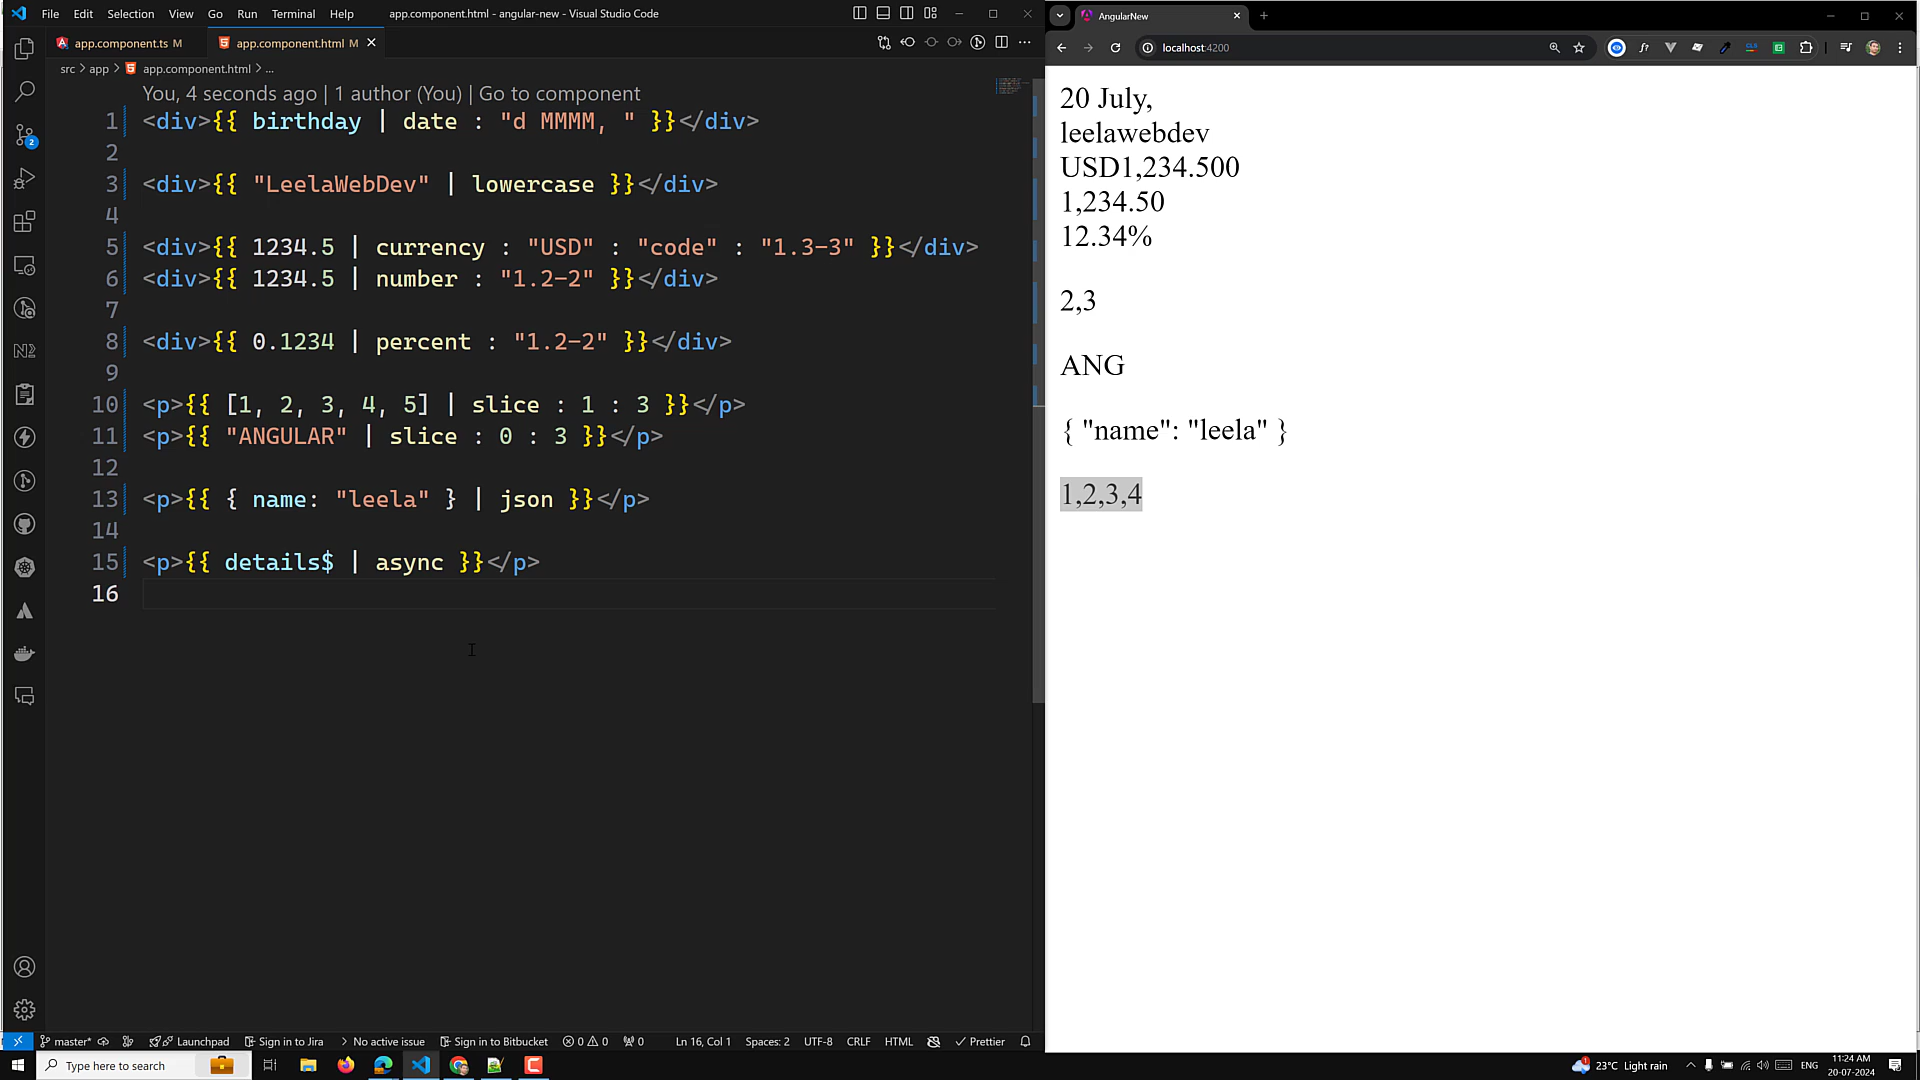 File Edit Selection View Go Run Terminal Help
app.component.html - angular-new - Visual Studio Code
app.component.ts M
app.component.html M
src > app > app.component.html > ...
You, 4 seconds ago | 1 author (You) | Go to component
1 <div>{{ birthday | date : "d MMMM, " }}</div>
2
3 <div>{{ "LeelaWebDev" | lowercase }}</div>
4
5 <div>{{ 1234.5 | currency : "USD" : "code" : "1.3-3" }}</div>
6 <div>{{ 1234.5 | number : "1.2-2" }}</div>
7
8 <div>{{ 0.1234 | percent : "1.2-2" }}</div>
9
10 <p>{{ [1, 2, 3, 4, 5] | slice : 1 : 3 }}</p>
11 <p>{{ "ANGULAR" | slice : 0 : 3 }}</p>
12
13 <p>{{ { name: "leela" } | json }}</p>
14
15 <p>{{ details$ | async }}</p>
16
2
master* Launchpad Sign in to Jira No active issue Sign in to Bitbucket 0 0 0 Ln 16, Col 1 Spaces: 2 UTF-8 CRLF HTML Prettier
AngularNew
localhost:4200
20 July,
leelawebdev
USD1,234.500
1,234.50
12.34%
2,3
ANG
{ "name": "leela" }
1,2,3,4
Type here to search
1
23°C Light rain
ENG
11:24 AM
20-07-2024